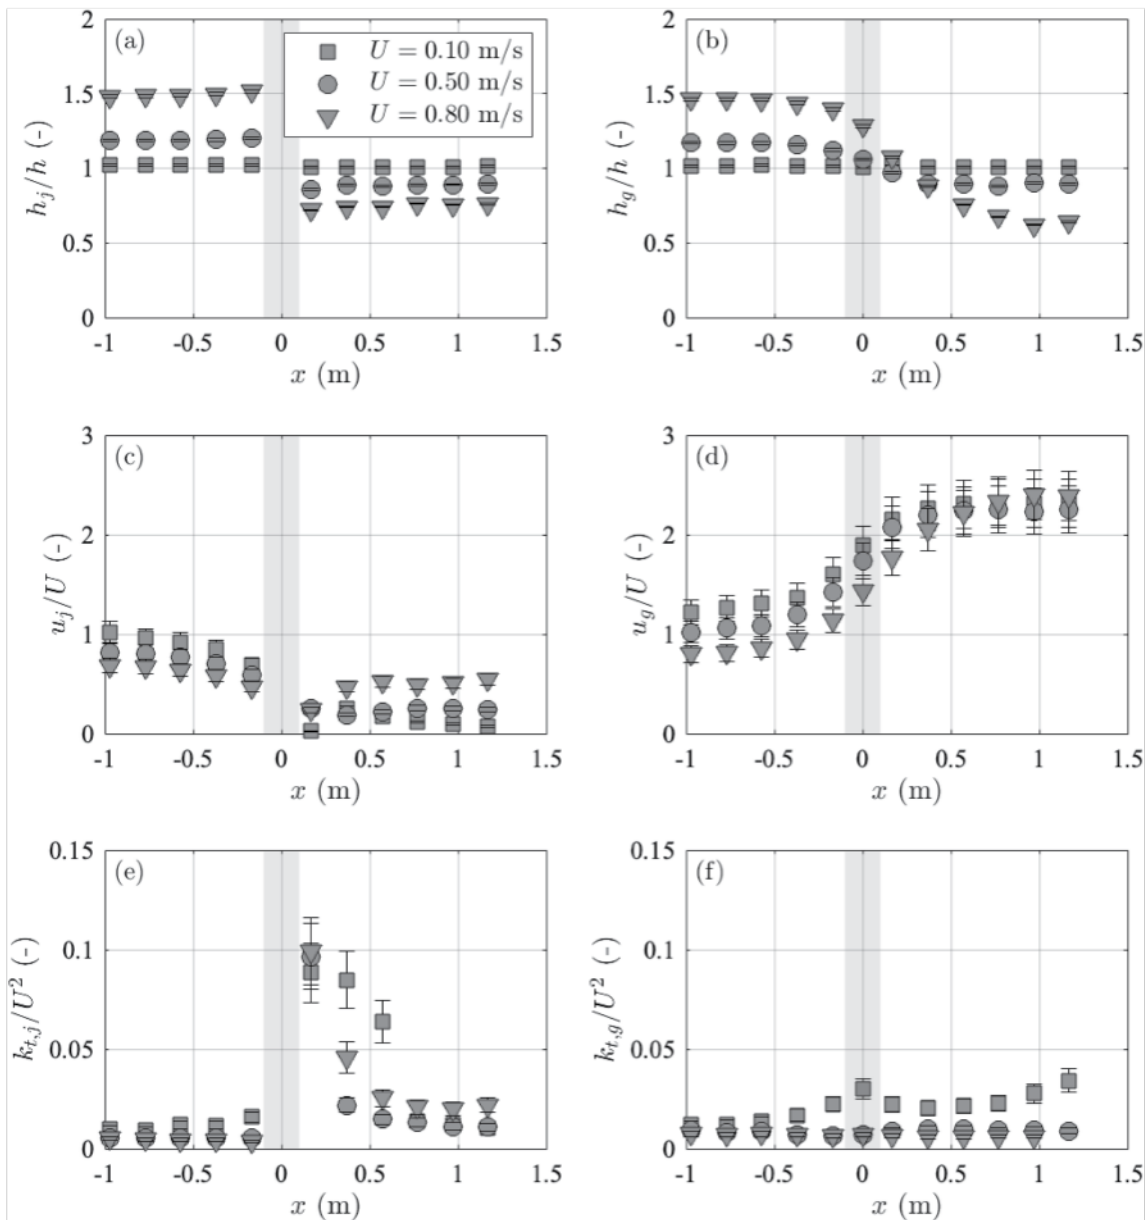 (a)
U = 0.10 m/s
U = 0.50 m/s
U = 0.80 m/s
2
1.5
1
0.5
0
h_j/h (-)
-1 -0.5 0 0.5 1 1.5
x (m)
(b)
2
1.5
1
0.5
0
h_g/h (-)
-1 -0.5 0 0.5 1 1.5
x (m)
(c)
3
2
1
0
u_j/U (-)
-1 -0.5 0 0.5 1 1.5
x (m)
(d)
3
2
1
0
u_g/U (-)
-1 -0.5 0 0.5 1 1.5
x (m)
(e)
0.15
0.1
0.05
0
k_{t,j}/U^2 (-)
-1 -0.5 0 0.5 1 1.5
x (m)
(f)
0.15
0.1
0.05
0
k_{t,g}/U^2 (-)
-1 -0.5 0 0.5 1 1.5
x (m)